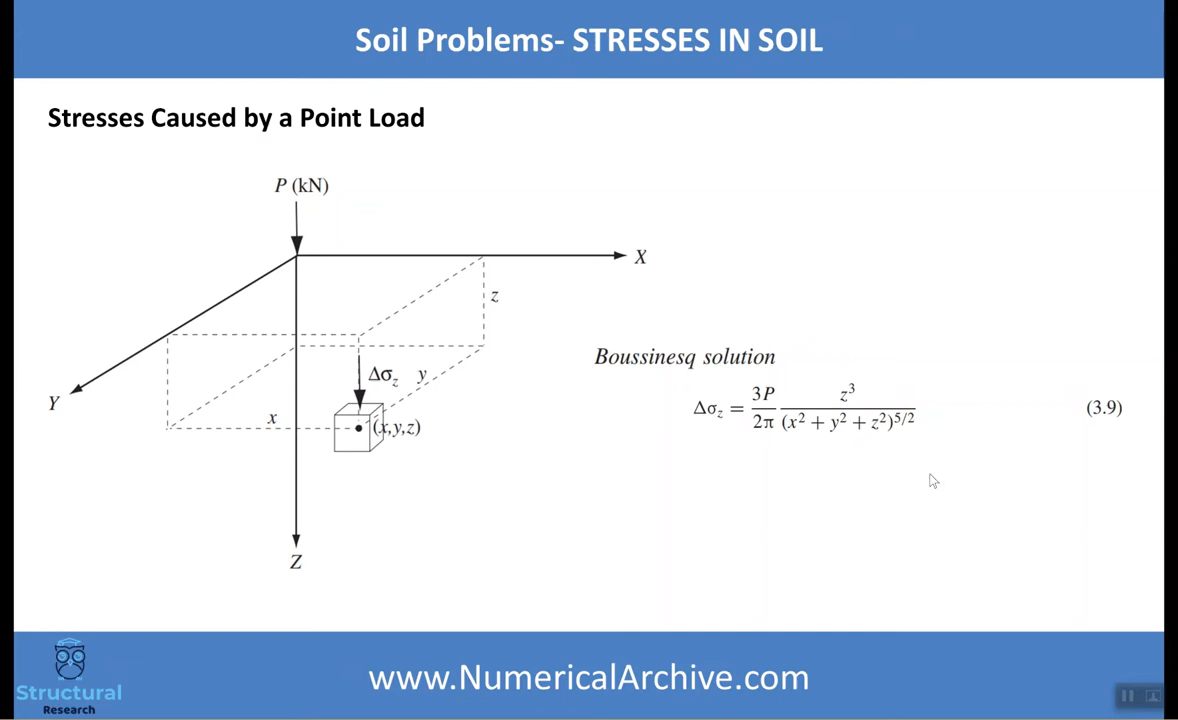 Soil Problems- STRESSES IN SOIL
Stresses Caused by a Point Load
P (kN)
X
z
Δσz y
Y
x
(x,y,z)
Z
Boussinesq solution
Δσz = 3P/2π z³/(x² + y² + z²)^5/2 (3.9)
www.NumericalArchive.com
Structural
Research